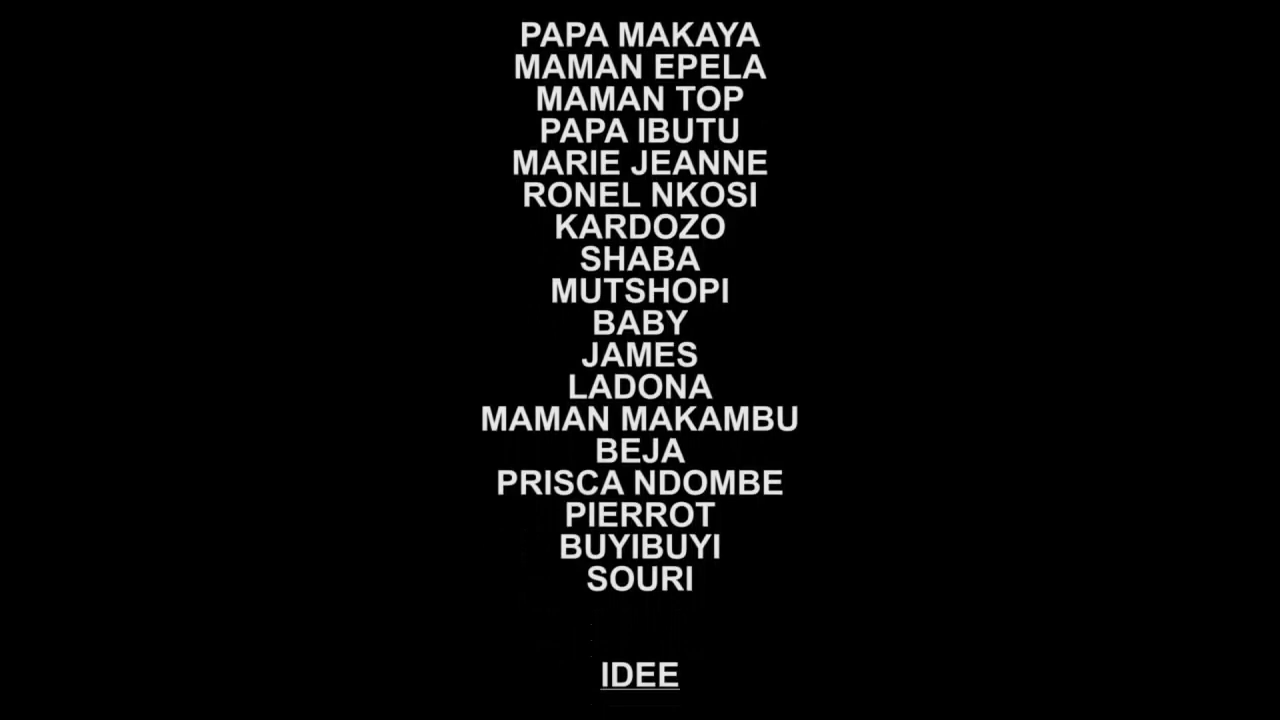 PAPA MAKAYA
MAMAN EPELA
MAMAN TOP
PAPA IBUTU
MARIE JEANNE
RONEL NKOSI
KARDOZO
SHABA
MUTSHOPI
BABY
JAMES
LADONA
MAMAN MAKAMBU
BEJA
PRISCA NDOMBE
PIERROT
BUYIBUYI
SOURI
IDEE